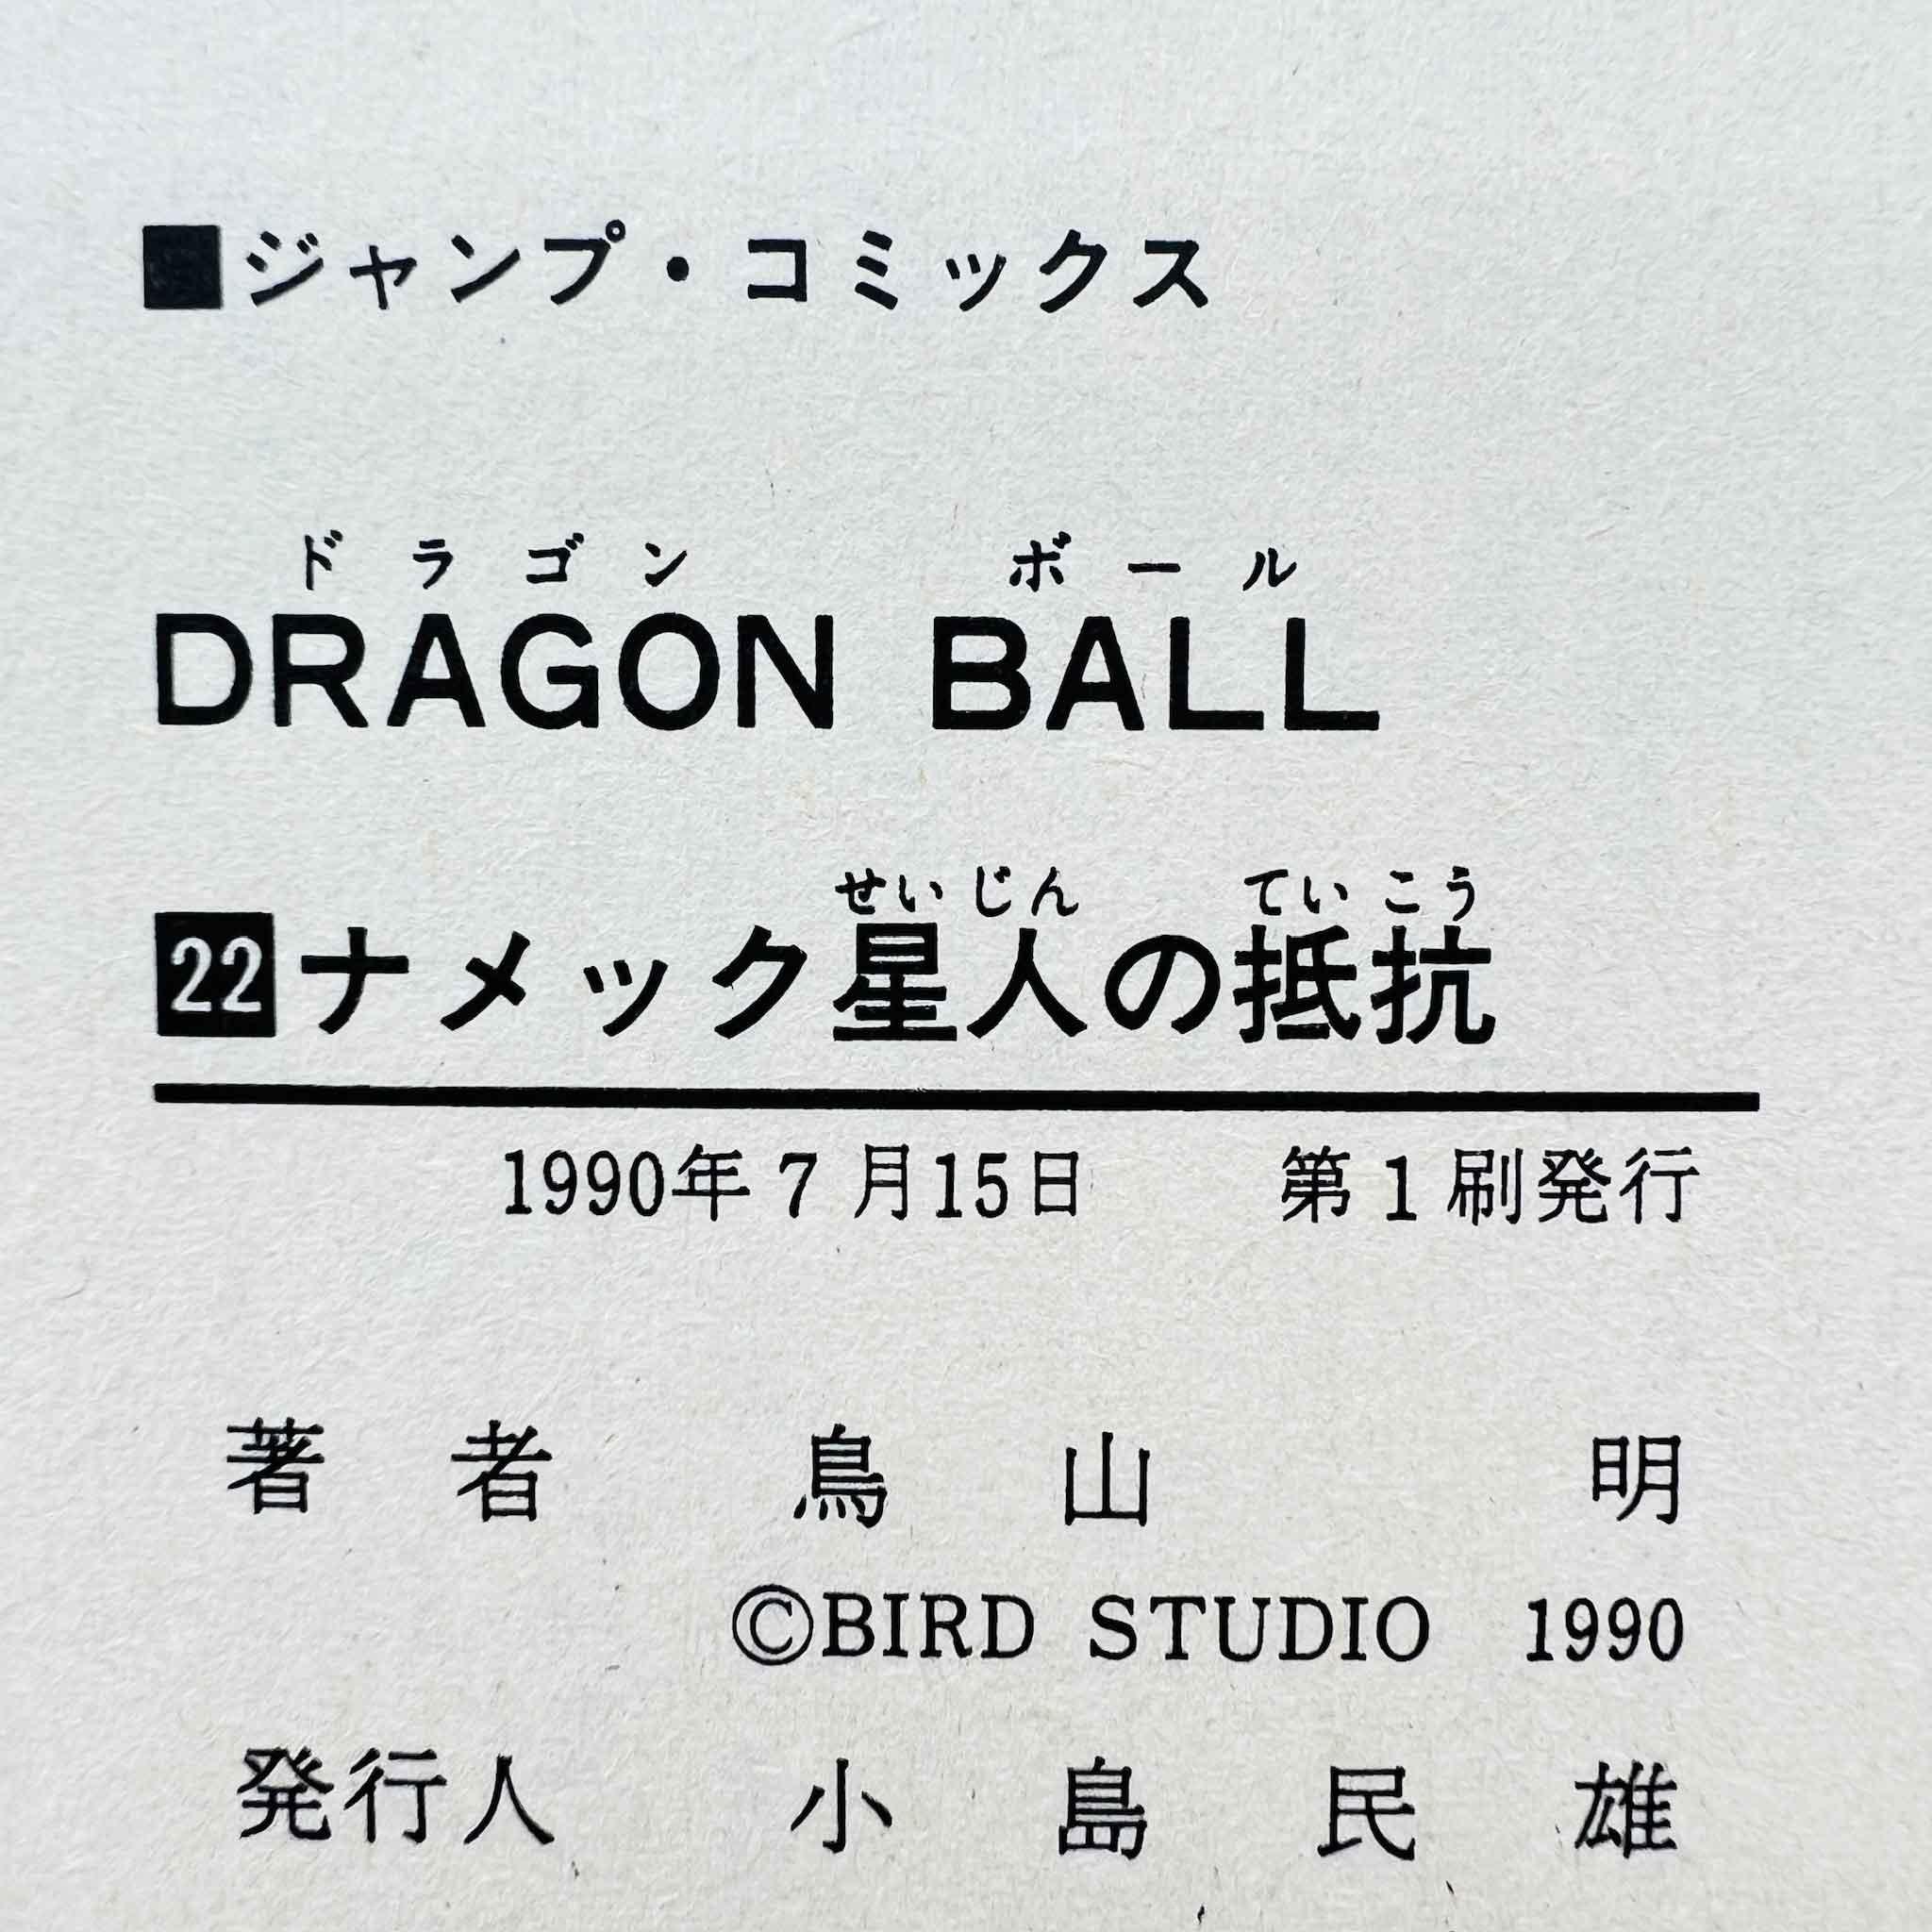 ■ジャンプ・コミックス
ドラゴン ボール
DRAGON BALL
せいじん ていこう
22ナメック星人の抵抗
1990年7月15日 第1刷発行
著者 鳥山明
©BIRD STUDIO 1990
発行人 小島民雄